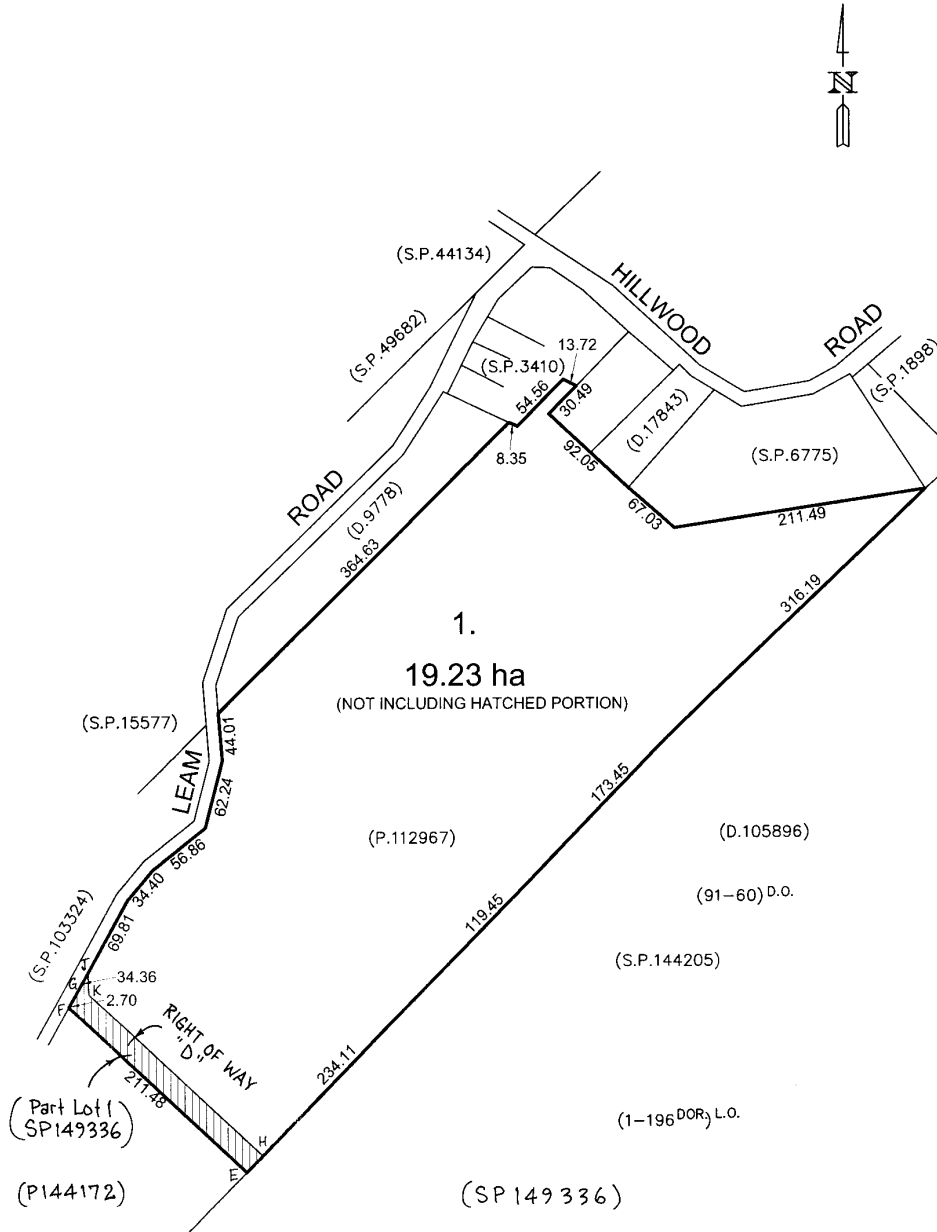 N
(S.P.44134)
HILLWOOD
ROAD
(S.P.49682)
(S.P.1898)
13.72
(S.P.3410)
54.56
30.49
(D.17843)
8.35
92.05
(S.P.6775)
ROAD
(D.9778)
67.03
211.49
364.63
316.19
1.
19.23 ha
(NOT INCLUDING HATCHED PORTION)
(S.P.15577)
44.01
LEAM
62.24
173.45
(P.112967)
(D.105896)
56.86
34.40
(91-60) D.O.
119.45
69.81
(S.P.103324)
(S.P.144205)
J
G
34.36
K
2.70
F
RIGHT OF WAY
"D"
234.11
211.48
(Part Lot 1
SP149336)
(1-196 DOR.) L.O.
H
E
(P144172)
(SP149336)